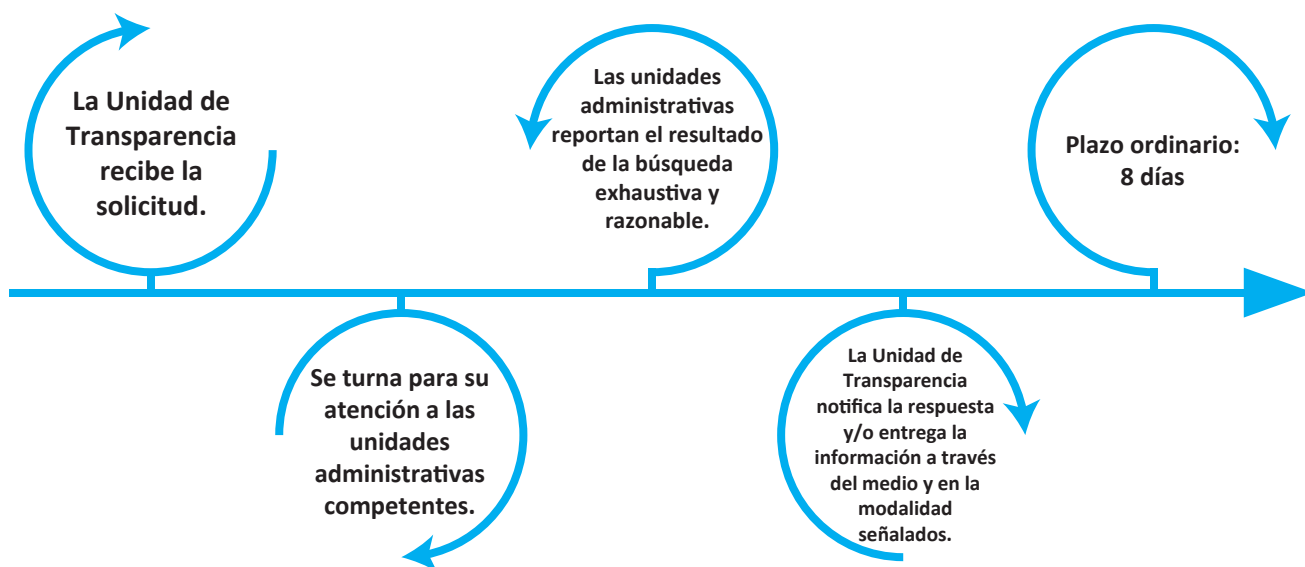 La Unidad de
Transparencia
recibe la
solicitud.
Se turna para su
atención a las
unidades
administrativas
competentes.
Las unidades
administrativas
reportan el resultado
de la búsqueda
exhaustiva y
razonable.
La Unidad de
Transparencia
notifica la respuesta
y/o entrega la
información a través
del medio y en la
modalidad
señalados.
Plazo ordinario:
8 días